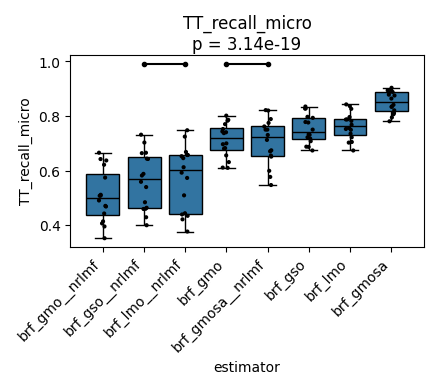 TT_recall_micro
p = 3.14e-19
TT_recall_micro
1.0
0.8
0.6
0.4
brf_gmo__nrlmf
brf_gso__nrlmf
brf_lmo__nrlmf
brf_gmo
brf_gmosa__nrlmf
brf_gso
brf_lmo
brf_gmosa
estimator